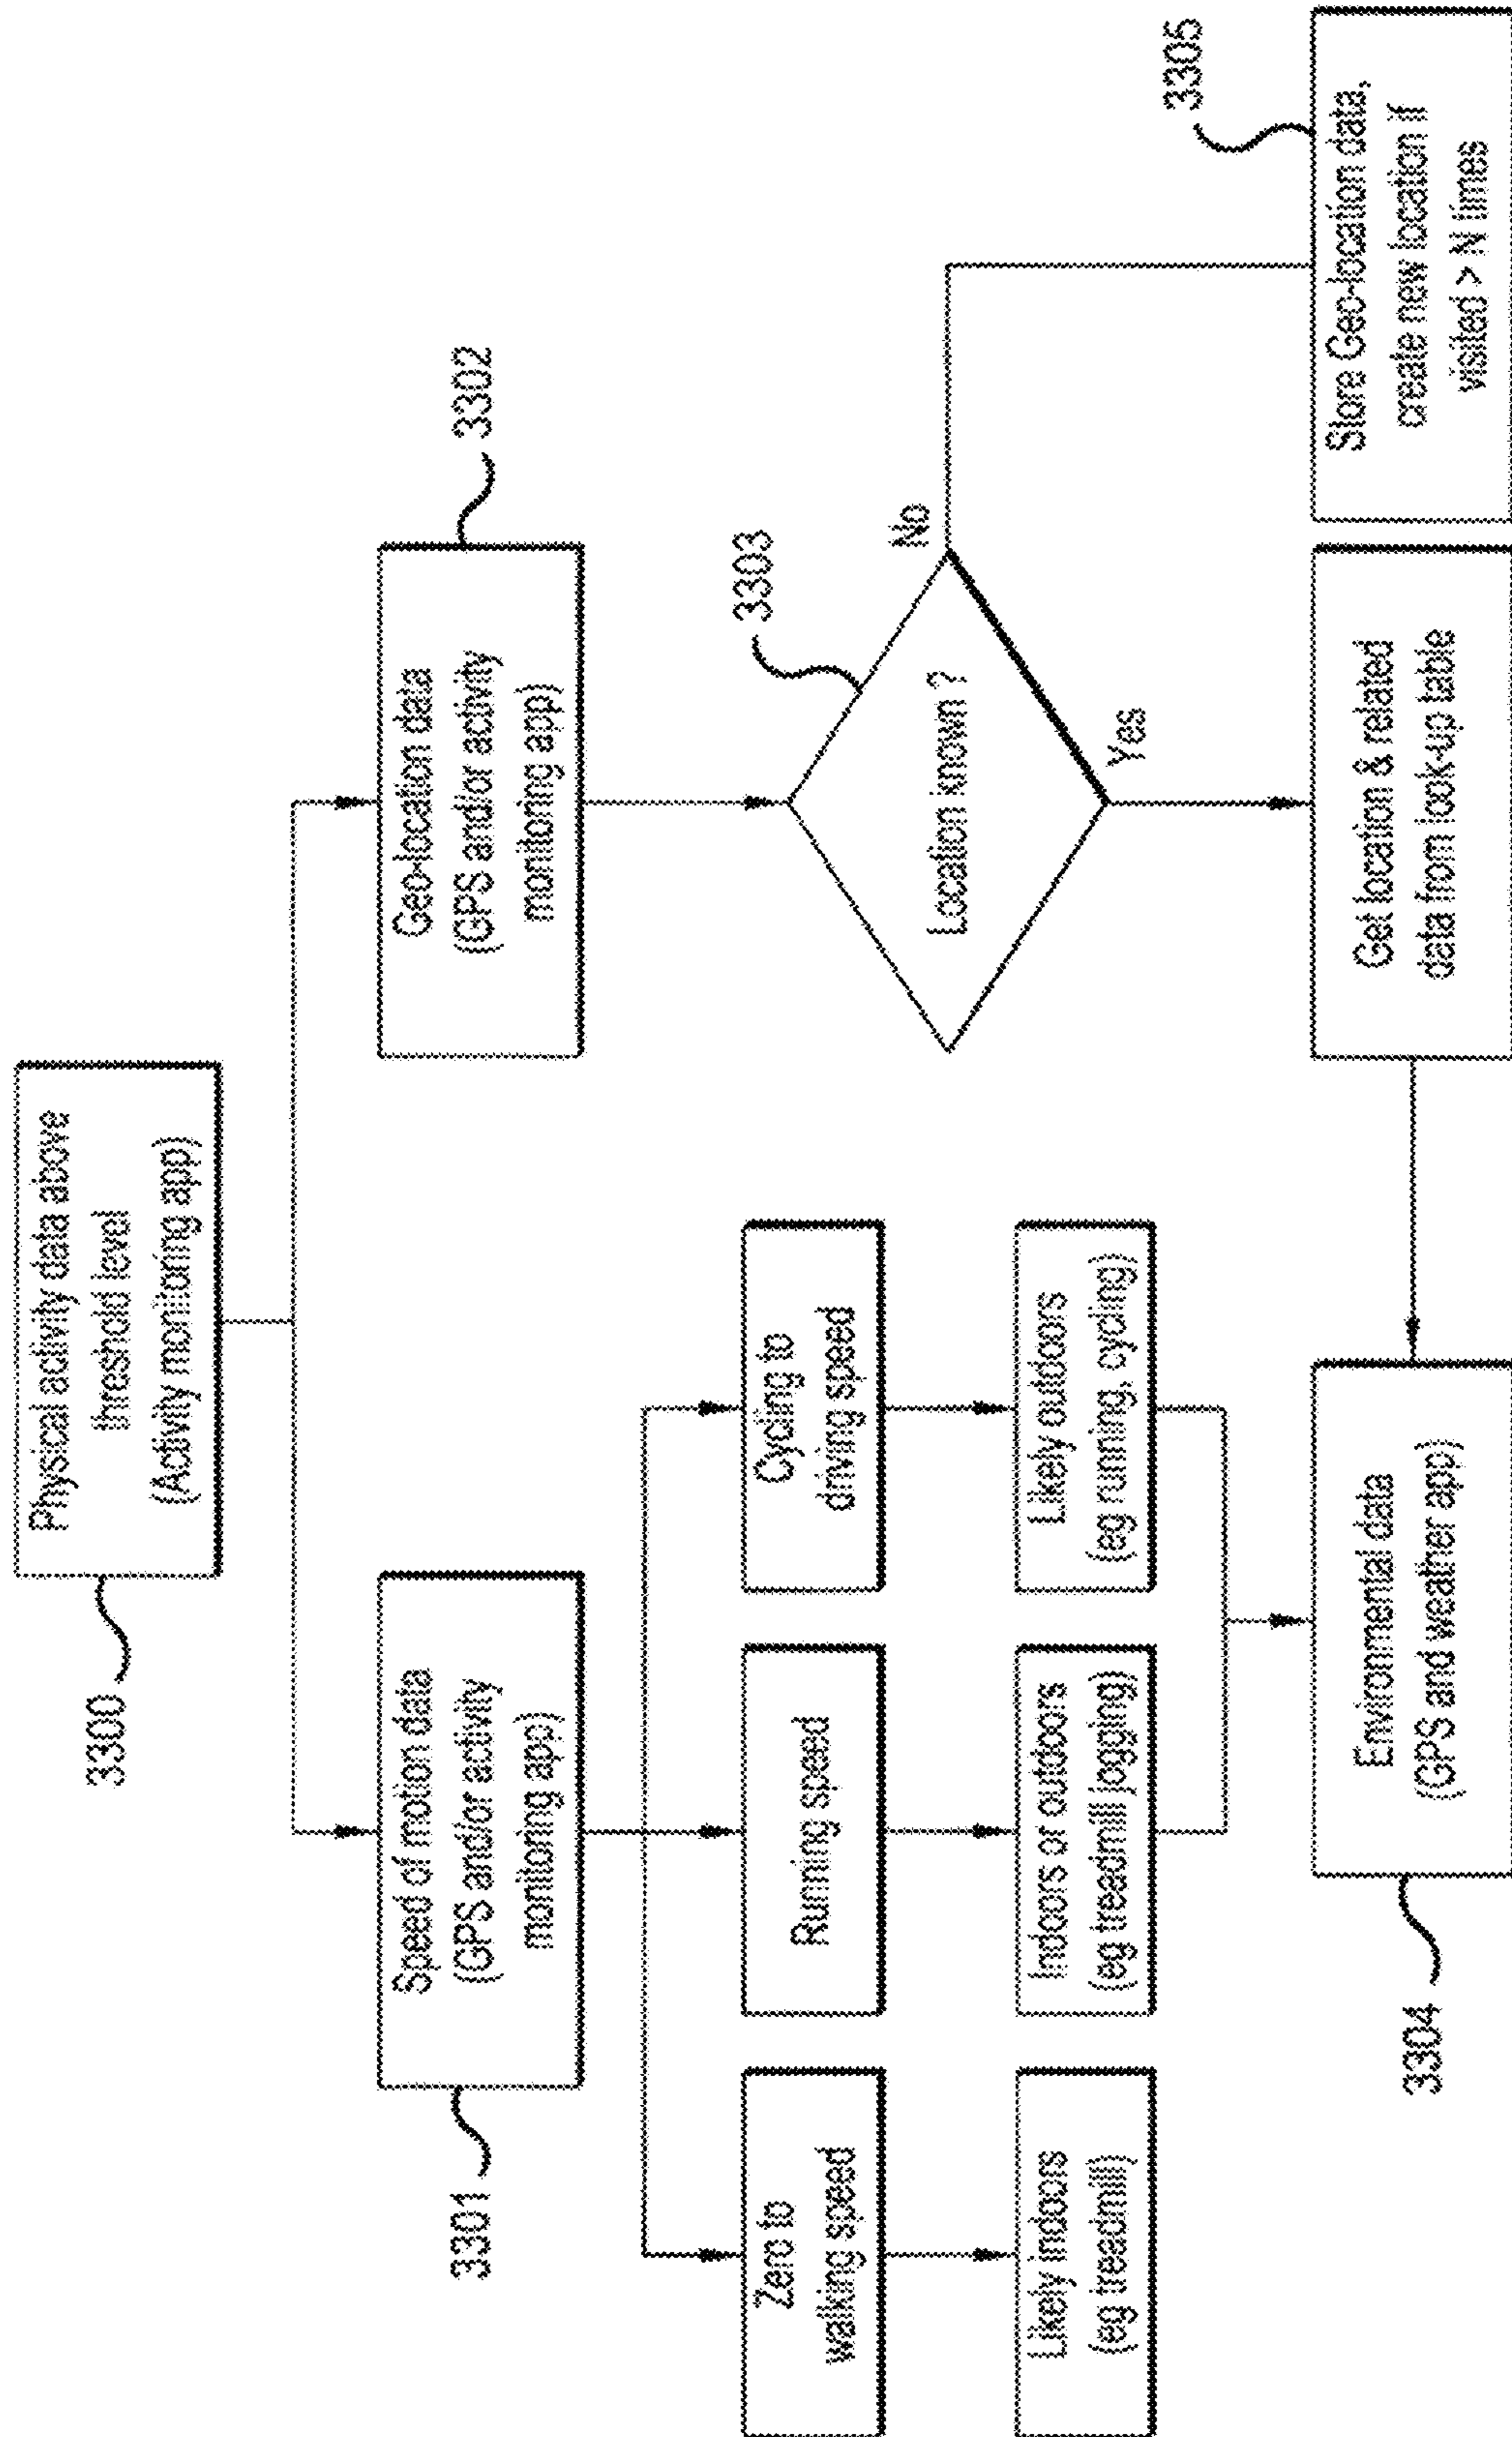 Physical activity data above
threshold level
(Activity monitoring app)
3300
Speed of motion data
(GPS and/or activity
monitoring app)
3301
Geo-location data
(GPS and/or activity
monitoring app)
3302
Zero to
walking speed
Running speed
Cycling to
driving speed
Location known ?
3303
No
Yes
Likely indoors
(eg treadmill)
Indoors or outdoors
(eg treadmill jogging)
Likely outdoors
(eg running, cycling)
Environmental data
(GPS and weather app)
3304
Get location & related
data from look-up table
Store Geo-location data,
create new location if
visited > N times
3305